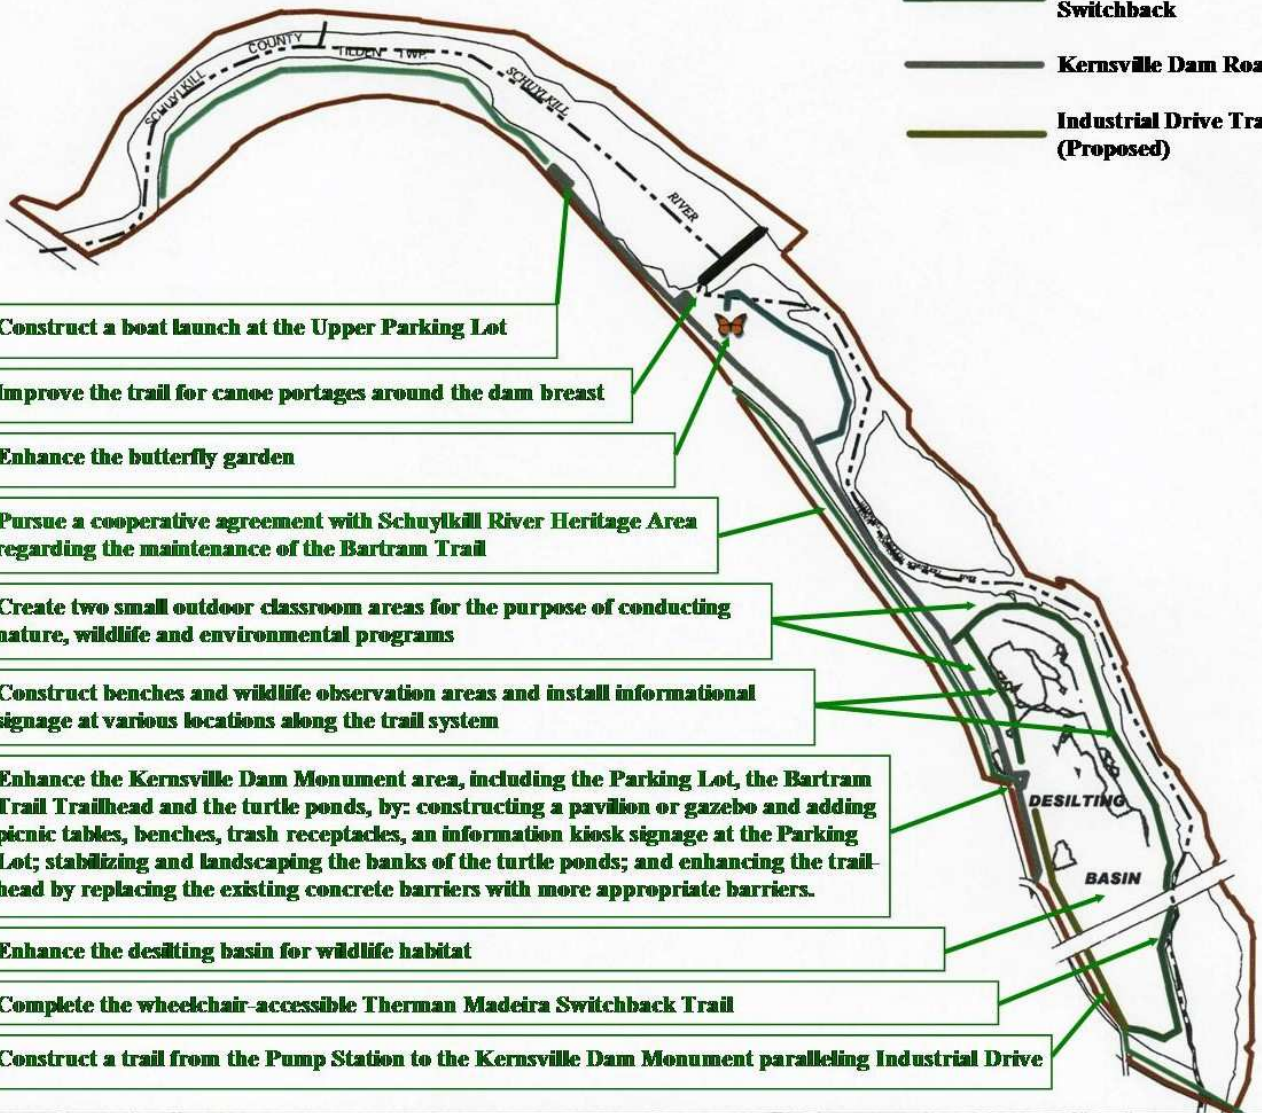 Switchback
Kernsville Dam Roa
Industrial Drive Tra
(Proposed)
SCHUYLKILL COUNTY
TILDEN TWP.
SCHUYLKILL
RIVER
Construct a boat launch at the Upper Parking Lot
Improve the trail for canoe portages around the dam breast
Enhance the butterfly garden
Pursue a cooperative agreement with Schuylkill River Heritage Area
regarding the maintenance of the Bartram Trail
Create two small outdoor classroom areas for the purpose of conducting
nature, wildlife and environmental programs
Construct benches and wildlife observation areas and install informational
signage at various locations along the trail system
Enhance the Kernsville Dam Monument area, including the Parking Lot, the Bartram
Trail Trailhead and the turtle ponds, by: constructing a pavilion or gazebo and adding
picnic tables, benches, trash receptacles, an information kiosk signage at the Parking
Lot; stabilizing and landscaping the banks of the turtle ponds; and enhancing the trail-
head by replacing the existing concrete barriers with more appropriate barriers.
DESILTING
BASIN
Enhance the desilting basin for wildlife habitat
Complete the wheelchair-accessible Therman Madeira Switchback Trail
Construct a trail from the Pump Station to the Kernsville Dam Monument paralleling Industrial Drive